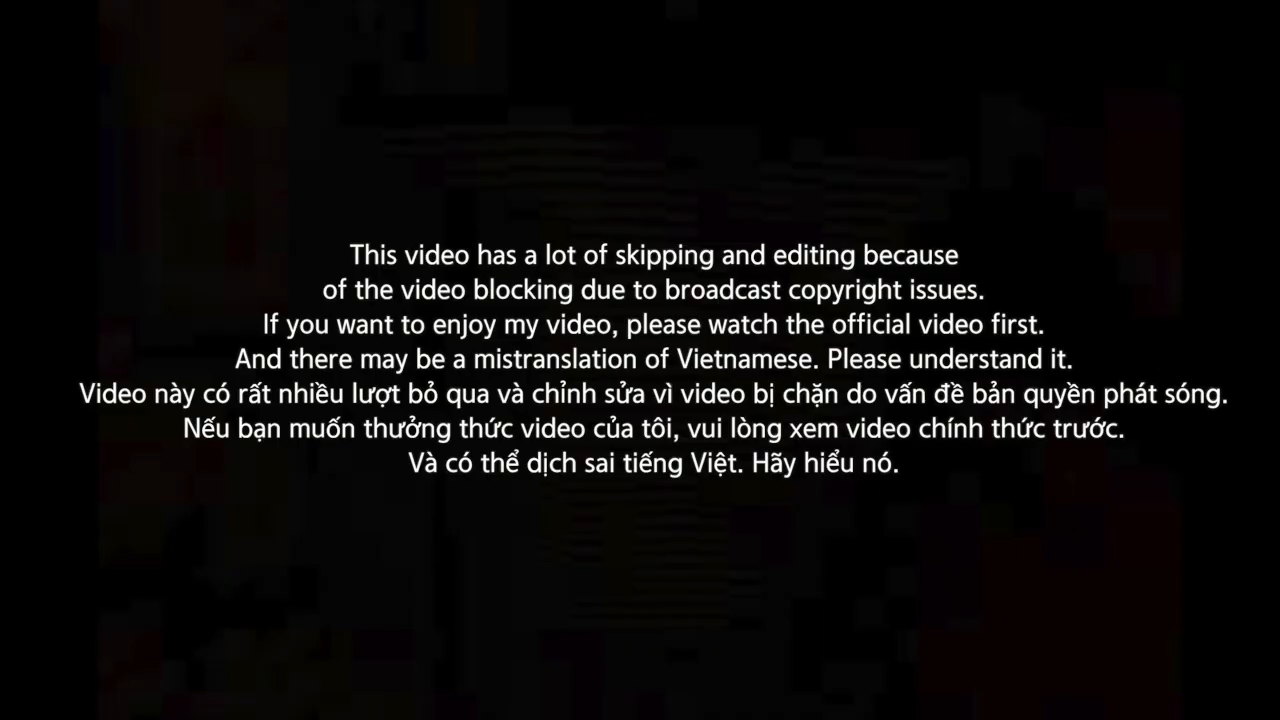 This video has a lot of skipping and editing because
of the video blocking due to broadcast copyright issues.
If you want to enjoy my video, please watch the official video first.
And there may be a mistranslation of Vietnamese. Please understand it.
Video này có rất nhiều lượt bỏ qua và chỉnh sửa vì video bị chặn do vấn đề bản quyền phát sóng.
Nếu bạn muốn thưởng thức video của tôi, vui lòng xem video chính thức trước.
Và có thể dịch sai tiếng Việt. Hãy hiểu nó.